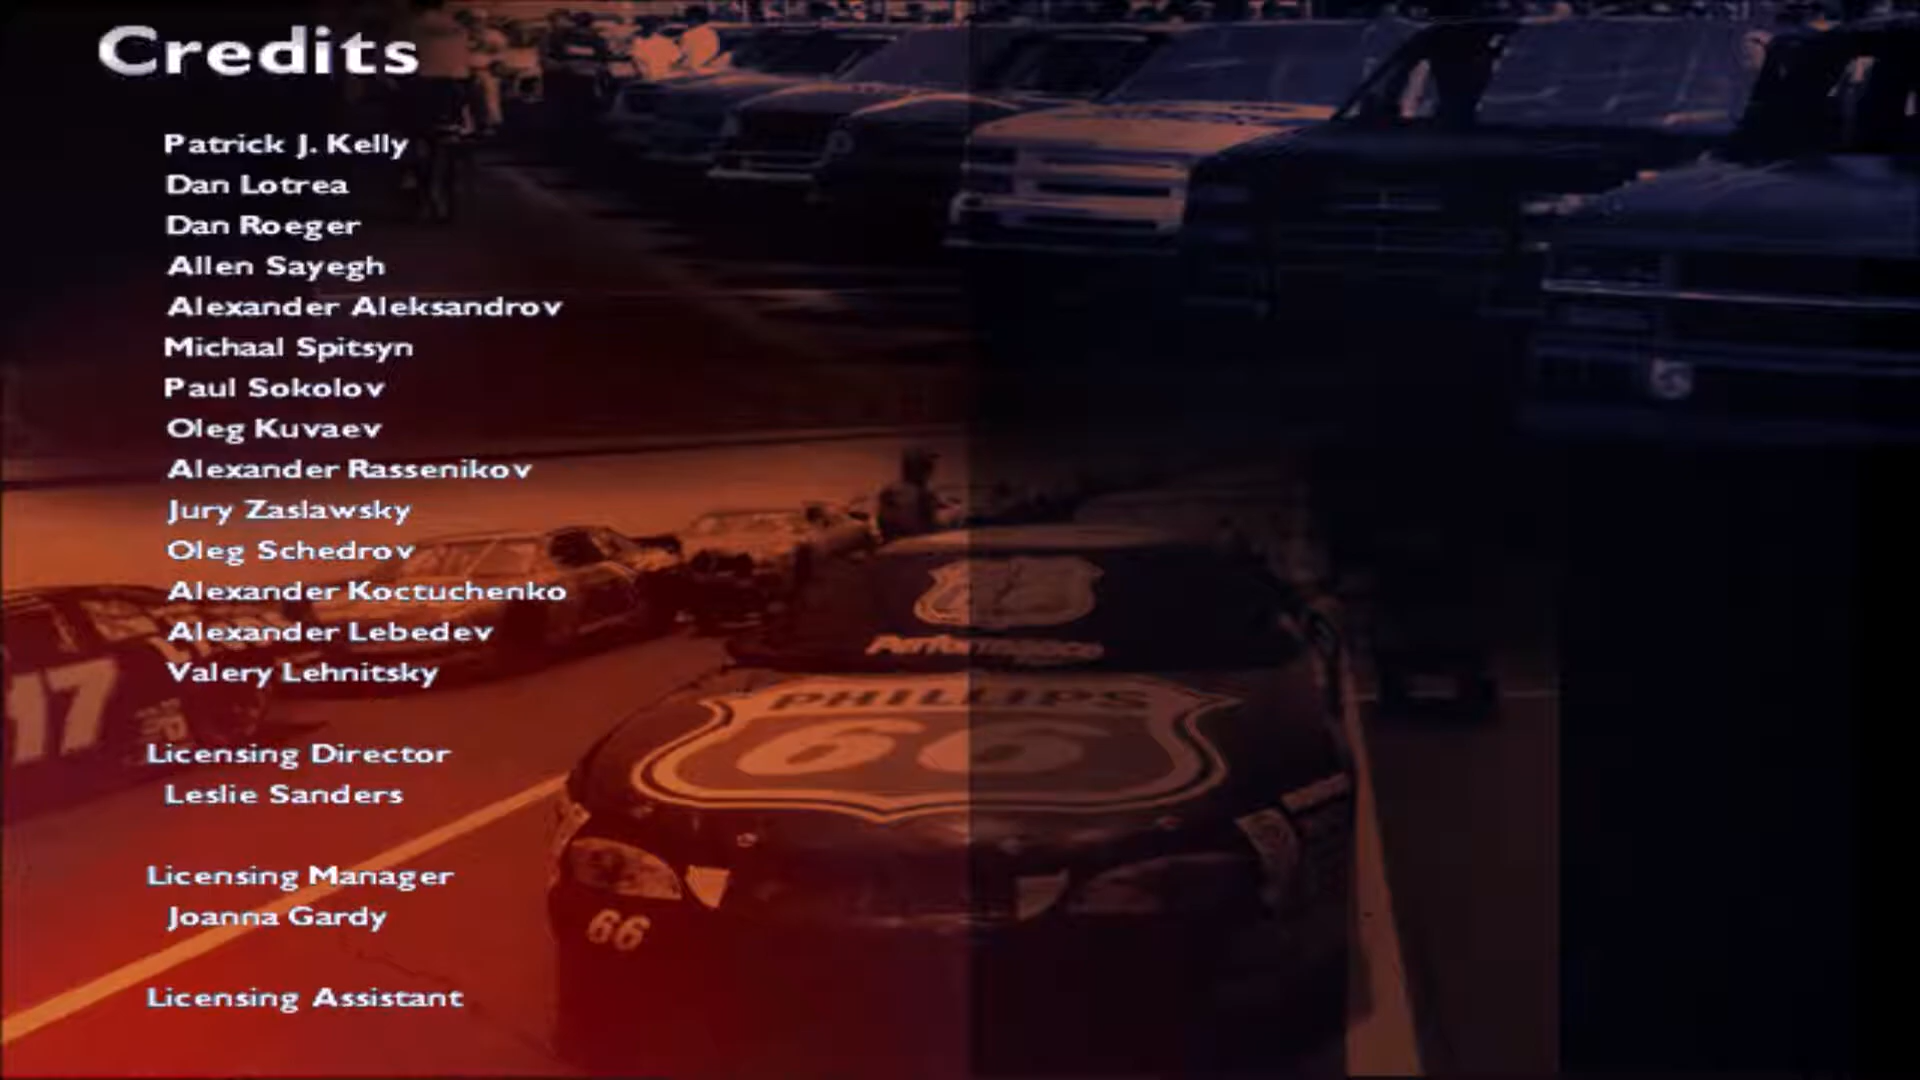 Credits
Patrick J. Kelly
Dan Lotrea
Dan Roeger
Allen Sayegh
Alexander Aleksandrov
Michaal Spitsyn
Paul Sokolov
Oleg Kuvaev
Alexander Rassenikov
Jury Zaslawsky
Oleg Schedrov
Alexander Koctuchenko
Alexander Lebedev
Valery Lehnitsky
Licensing Director
Leslie Sanders
Licensing Manager
Joanna Gardy
Licensing Assistant
Performance
PHILLIPS
66
66
17